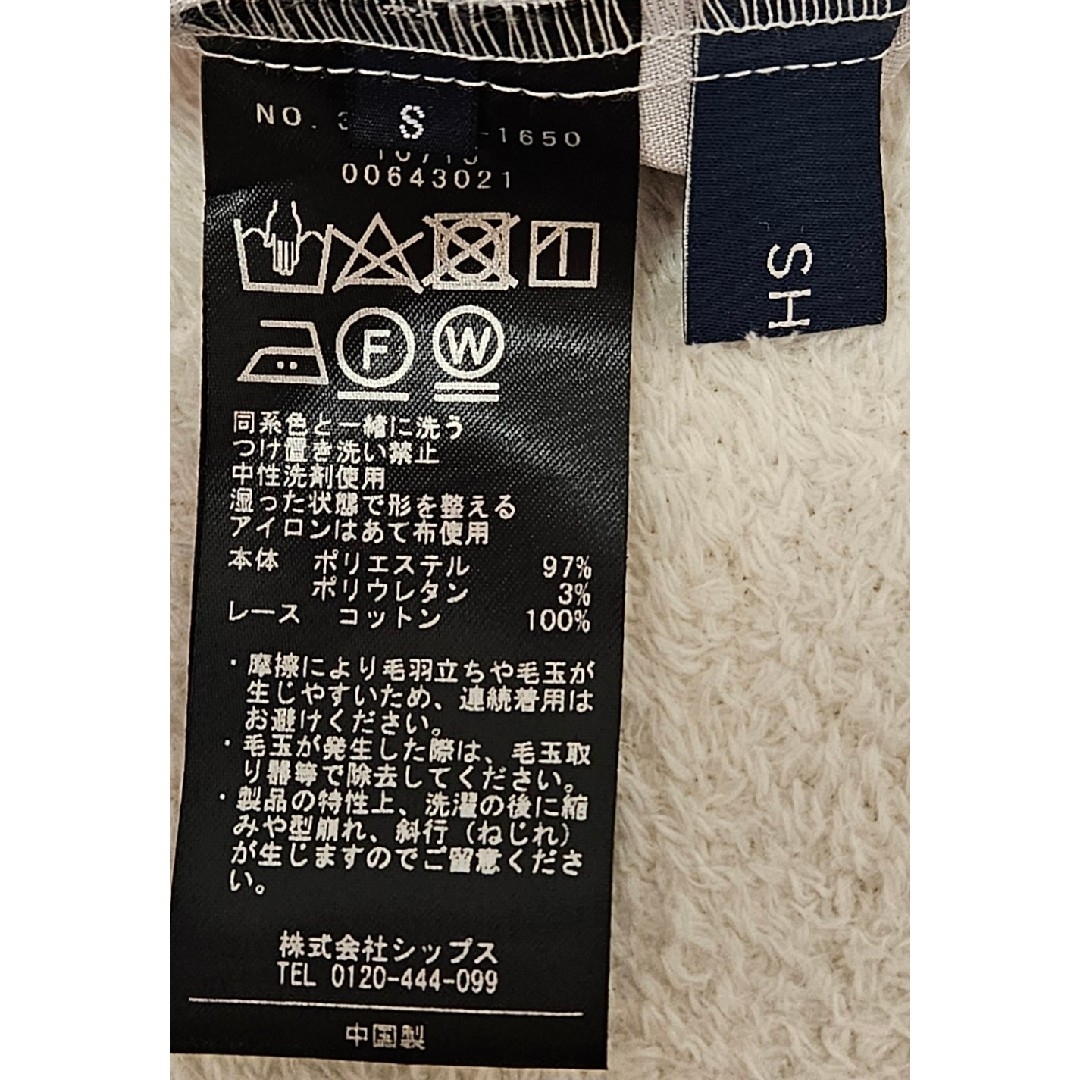 NO. 3
S
-1650
00643021
F
W
同系色と一緒に洗う
つけ置き洗い禁止
中性洗剤使用
湿った状態で形を整える
アイロンはあて布使用
本体 ポリエステル 97%
ポリウレタン 3%
レース コットン 100%
・摩擦により毛羽立ちや毛玉が
生じやすいため、連続着用は
お避けください。
・毛玉が発生した際は、毛玉取
り器等で除去してください。
・製品の特性上、洗濯の後に縮
みや型崩れ、斜行(ねじれ)
が生じますのでご留意くださ
い。
株式会社シップス
TEL 0120-444-099
中国製
SH